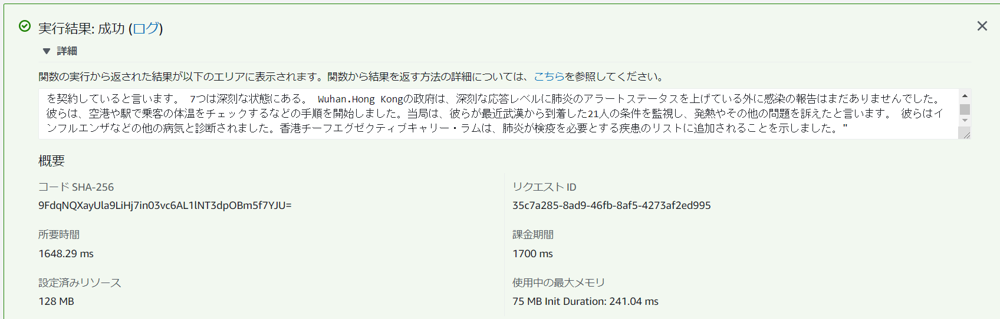 実行結果: 成功 (ログ)
詳細
関数の実行から返された結果が以下のエリアに表示されます。関数から結果を返す方法の詳細については、こちらを参照してください。
を契約していると言います。 7つは深刻な状態にある。 Wuhan.Hong Kongの政府は、深刻な応答レベルに肺炎のアラートステータスを上げている外に感染の報告はまだありませんでした。
彼らは、空港や駅で乗客の体温をチェックするなどの手順を開始しました。当局は、彼らが最近武漢から到着した21人の条件を監視し、発熱やその他の問題を訴えたと言います。 彼らはイ
ンフルエンザなどの他の病気と診断されました。香港チーフエグゼクティブキャリー・ラムは、肺炎が検疫を必要とする疾患のリストに追加されることを示しました。"
概要
コード SHA-256
9FdqNQXayUla9LiHj7in03vc6AL1lNT3dpOBm5f7YJU=
リクエスト ID
35c7a285-8ad9-46fb-8af5-4273af2ed995
所要時間
1648.29 ms
課金期間
1700 ms
設定済みリソース
128 MB
使用中の最大メモリ
75 MB Init Duration: 241.04 ms